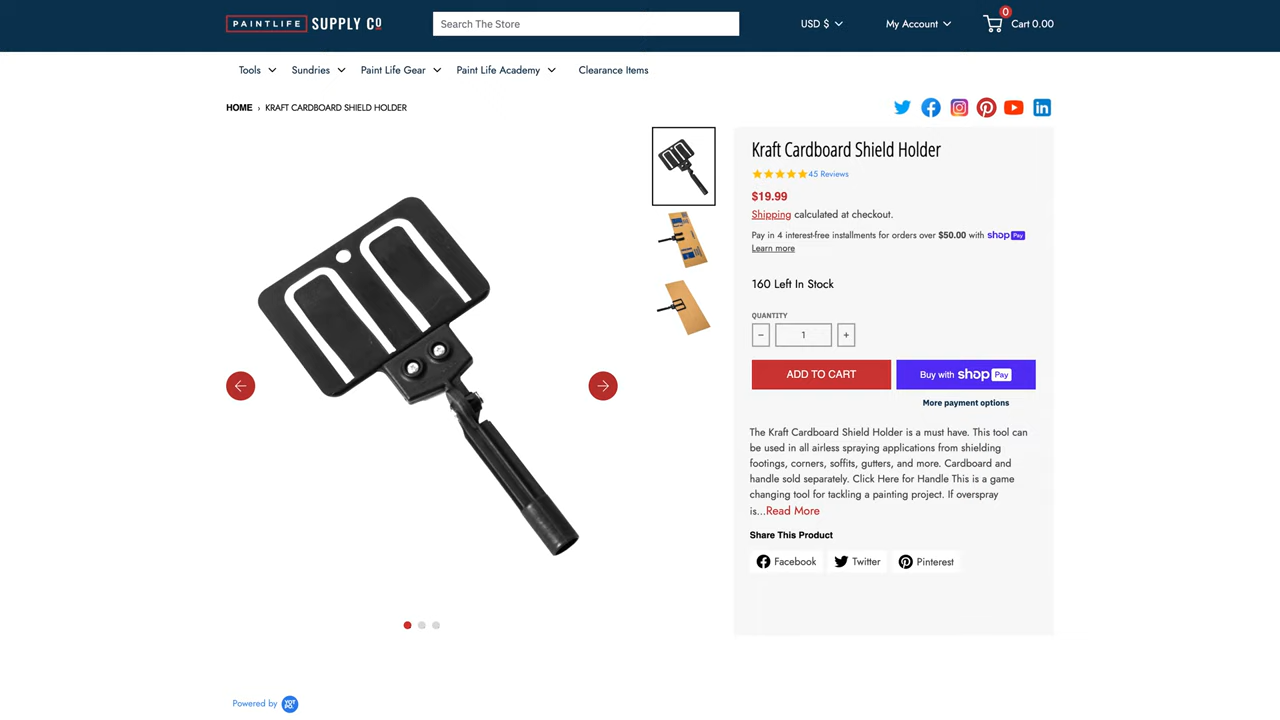 PAINTLIFE SUPPLY CO
Search The Store
USD $
My Account
0
Cart 0.00
Tools
Sundries
Paint Life Gear
Paint Life Academy
Clearance Items
HOME › KRAFT CARDBOARD SHIELD HOLDER
Kraft Cardboard Shield Holder
45 Reviews
$19.99
Shipping calculated at checkout.
Pay in 4 interest-free installments for orders over $50.00 with shop Pay
Learn more
160 Left In Stock
QUANTITY
− 1 +
ADD TO CART
Buy with shop Pay
More payment options
The Kraft Cardboard Shield Holder is a must have. This tool can
be used in all airless spraying applications from shielding
footings, corners, soffits, gutters, and more. Cardboard and
handle sold separately. Click Here for Handle This is a game
changing tool for tackling a painting project. If overspray
is...Read More
Share This Product
Facebook
Twitter
Pinterest
Powered by
YOTPO.